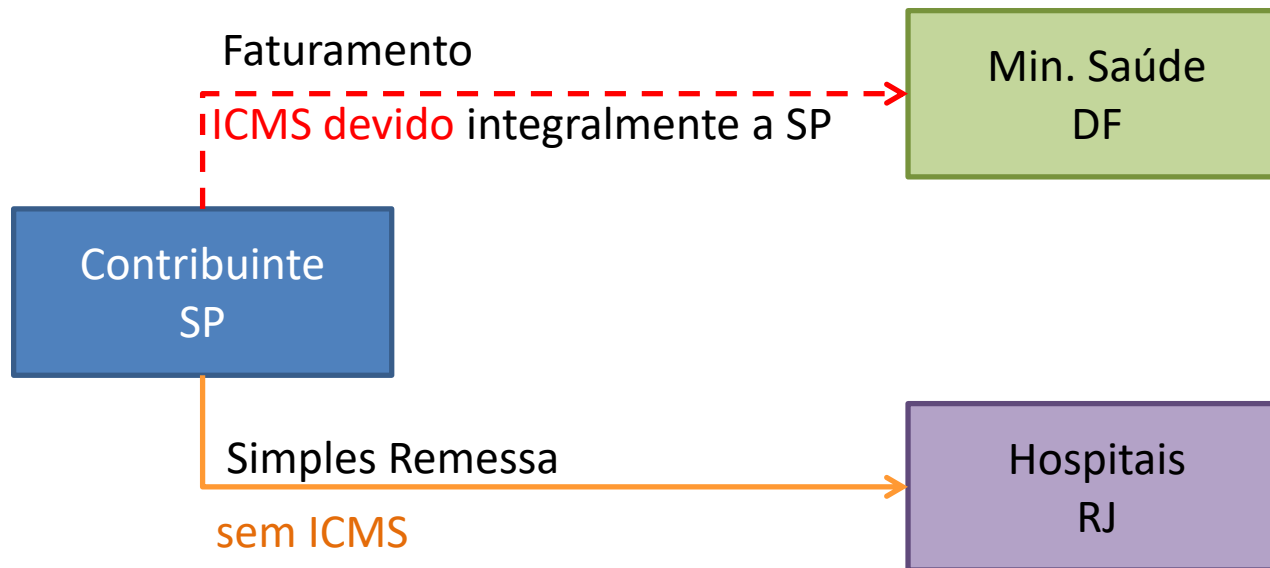 Faturamento
ICMS devido integralmente a SP
Min. Saúde
DF
Contribuinte
SP
Simples Remessa
sem ICMS
Hospitais
RJ